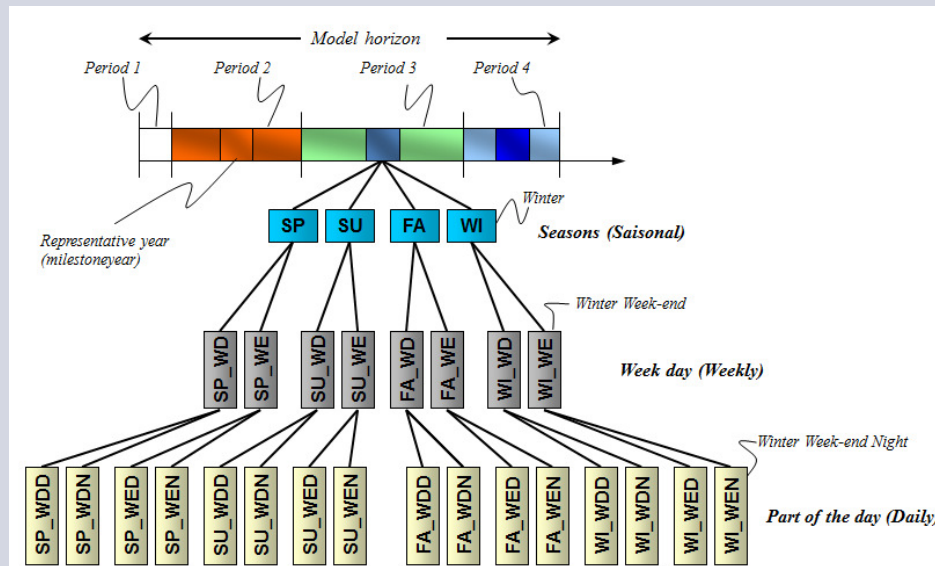 Model horizon
Period 1
Period 2
Period 3
Period 4
Winter
SP
SU
FA
WI
Seasons (Saisonal)
Representative year
(milestoneyear)
Winter Week-end
SP_WD
SP_WE
SU_WD
SU_WE
FA_WD
FA_WE
WI_WD
WI_WE
Week day (Weekly)
Winter Week-end Night
SP_WDD
SP_WDN
SP_WED
SP_WEN
SU_WDD
SU_WDN
SU_WED
SU_WEN
FA_WDD
FA_WDN
FA_WED
FA_WEN
WI_WDD
WI_WDN
WI_WED
WI_WEN
Part of the day (Daily)